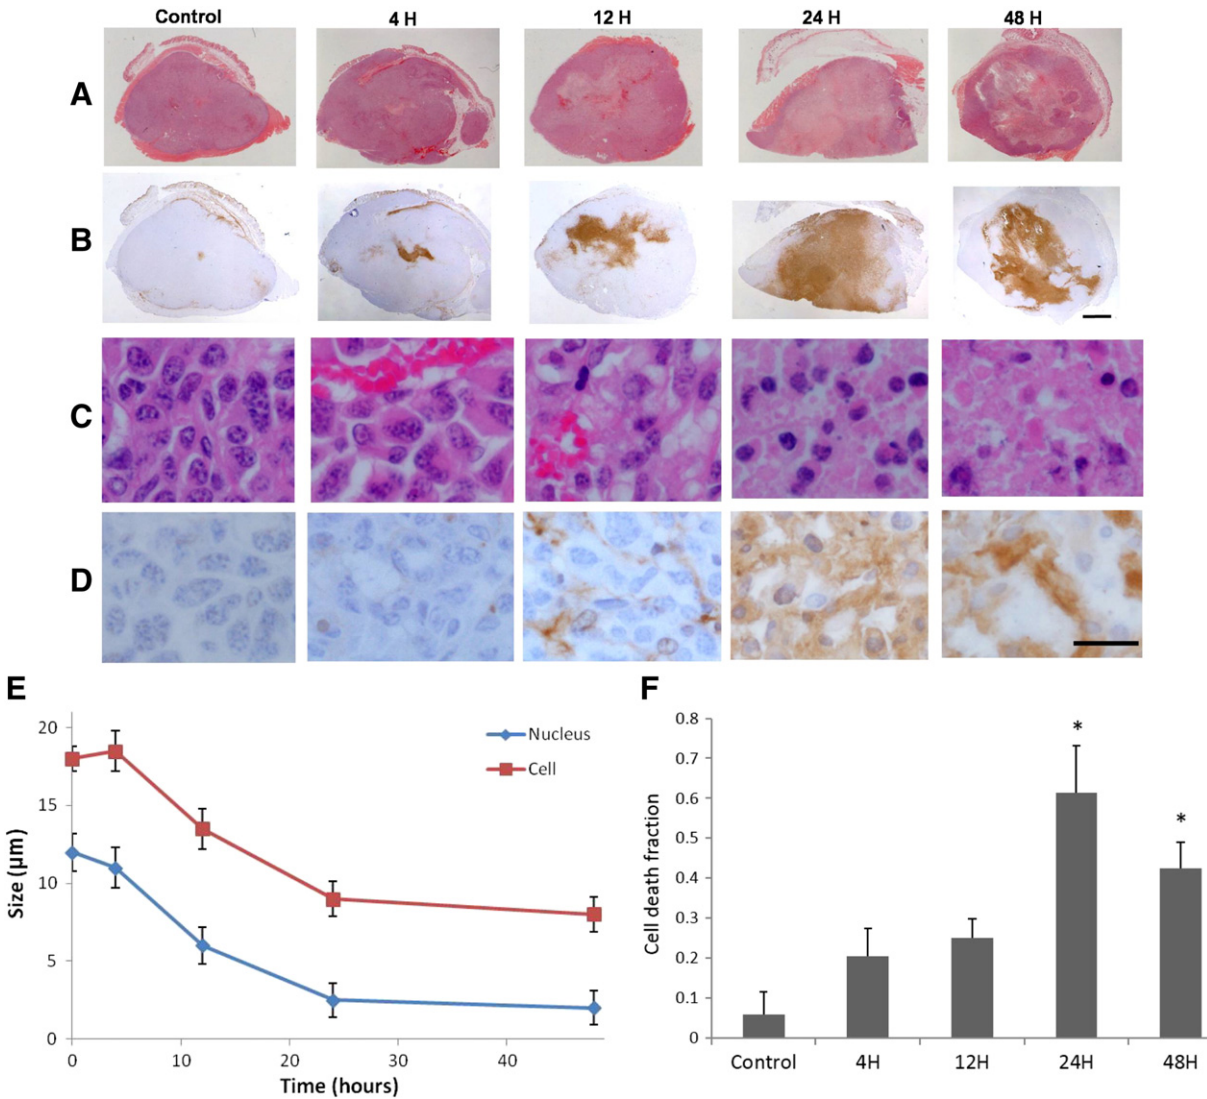 Control 4 H 12 H 24 H 48 H
A
B
C
D
E
F
20
15
10
5
0
Size (µm)
Nucleus
Cell
0 10 20 30 40
Time (hours)
0.8
0.7
0.6
0.5
0.4
0.3
0.2
0.1
0
Cell death fraction
*
*
Control 4H 12H 24H 48H